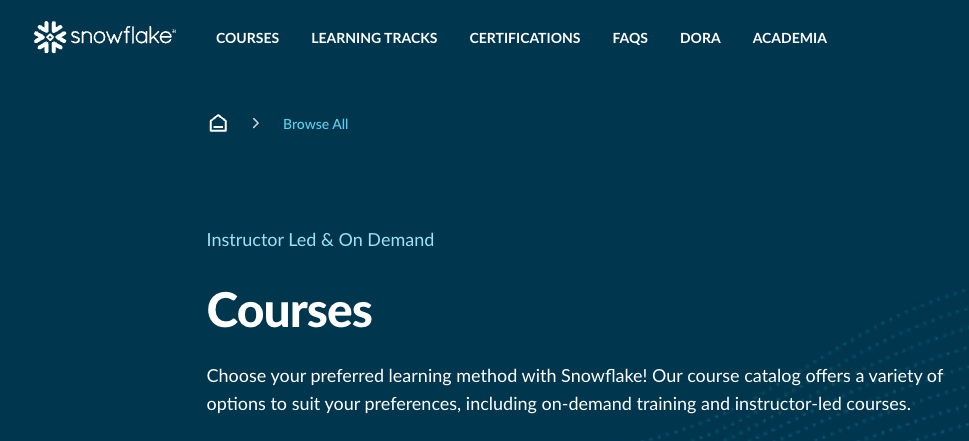 snowflake®
COURSES LEARNING TRACKS CERTIFICATIONS FAQS DORA ACADEMIA
Browse All
Instructor Led & On Demand
Courses
Choose your preferred learning method with Snowflake! Our course catalog offers a variety of
options to suit your preferences, including on-demand training and instructor-led courses.